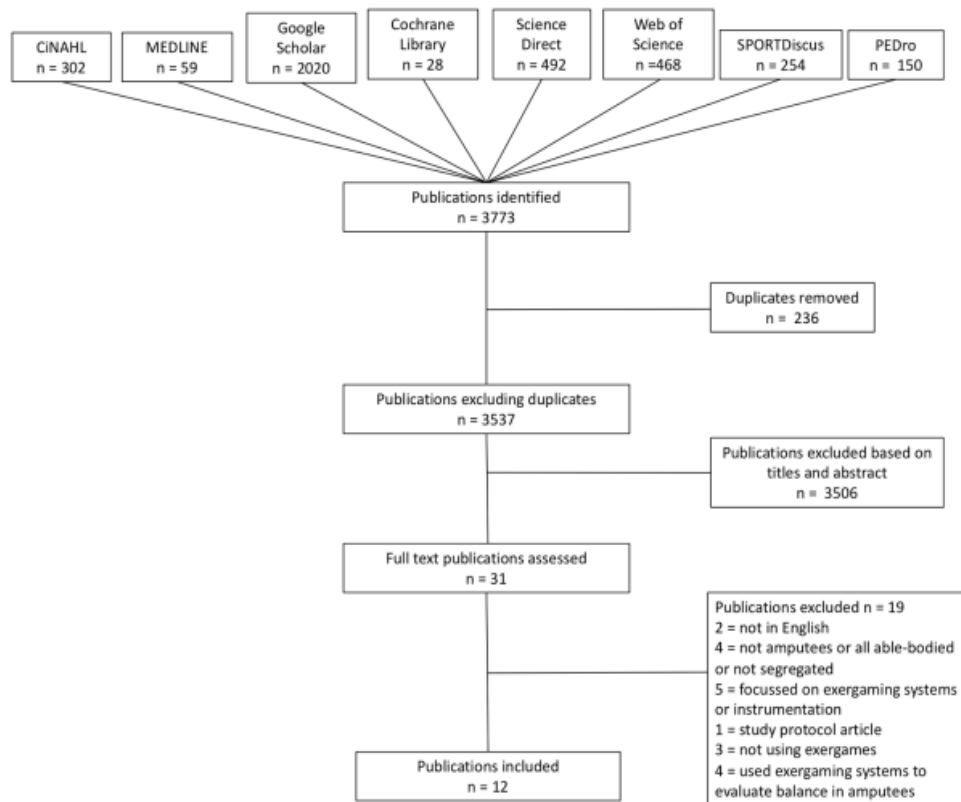 CiNAHL
n = 302
MEDLINE
n = 59
Google
Scholar
n = 2020
Cochrane
Library
n = 28
Science
Direct
n = 492
Web of
Science
n =468
SPORTDiscus
n = 254
PEDro
n = 150
Publications identified
n = 3773
Duplicates removed
n = 236
Publications excluding duplicates
n = 3537
Publications excluded based on
titles and abstract
n = 3506
Full text publications assessed
n = 31
Publications excluded n = 19
2 = not in English
4 = not amputees or all able-bodied
or not segregated
5 = focussed on exergaming systems
or instrumentation
1 = study protocol article
3 = not using exergames
4 = used exergaming systems to
evaluate balance in amputees
Publications included
n = 12